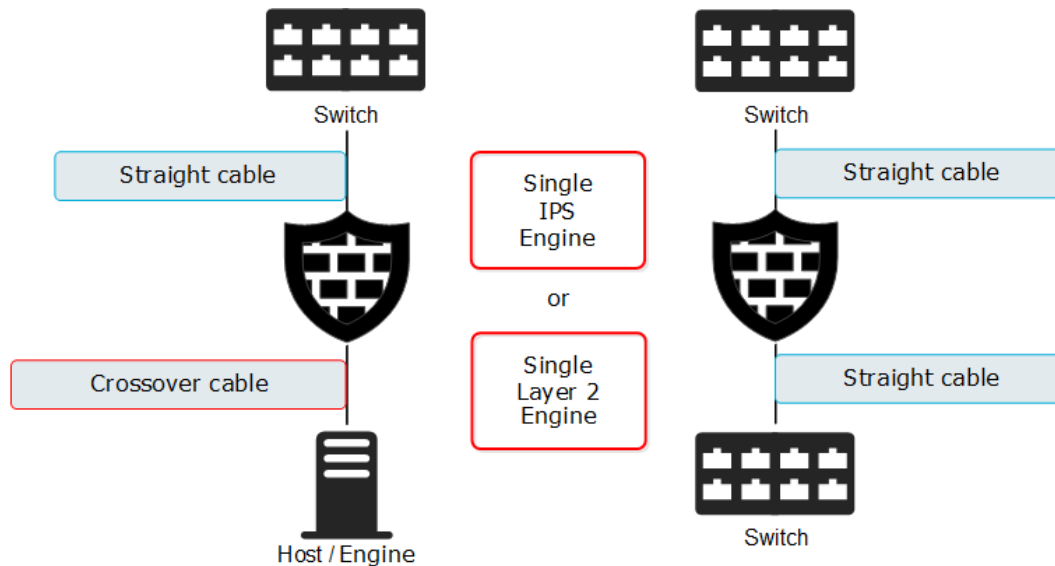 Switch
Switch
Straight cable
Single
IPS
Engine
Straight cable
or
Crossover cable
Single
Layer 2
Engine
Straight cable
Host / Engine
Switch